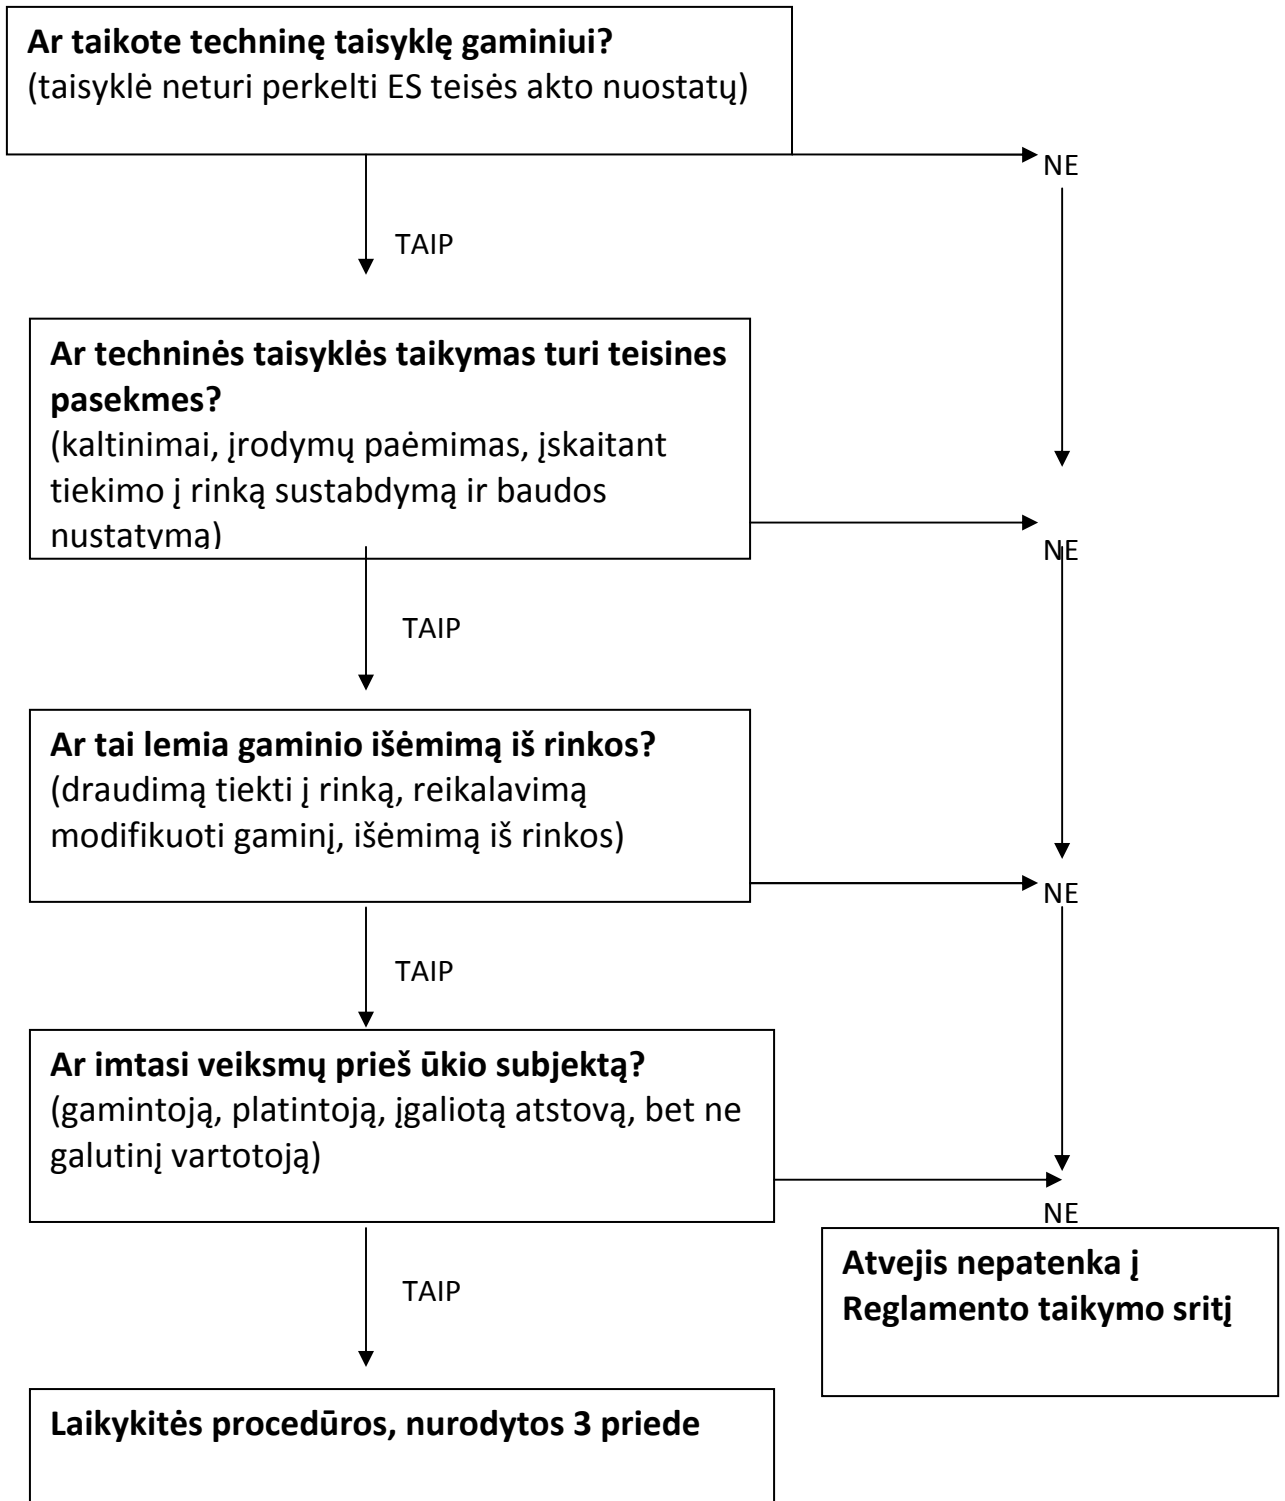 Ar taikote techninę taisyklę gaminiui?
(taisyklė neturi perkelti ES teisės akto nuostatų)
NE
TAIP
Ar techninės taisyklės taikymas turi teisines
pasekmes?
(kaltinimai, įrodymų paėmimas, įskaitant
tiekimo į rinką sustabdymą ir baudos
nustatymą)
NE
TAIP
Ar tai lemia gaminio išėmimą iš rinkos?
(draudimą tiekti į rinką, reikalavimą
modifikuoti gaminį, išėmimą iš rinkos)
NE
TAIP
Ar imtasi veiksmų prieš ūkio subjektą?
(gamintoją, platintoją, įgaliotą atstovą, bet ne
galutinį vartotoją)
NE
TAIP
Atvejis nepatenka į
Reglamento taikymo sritį
Laikykitės procedūros, nurodytos 3 priede